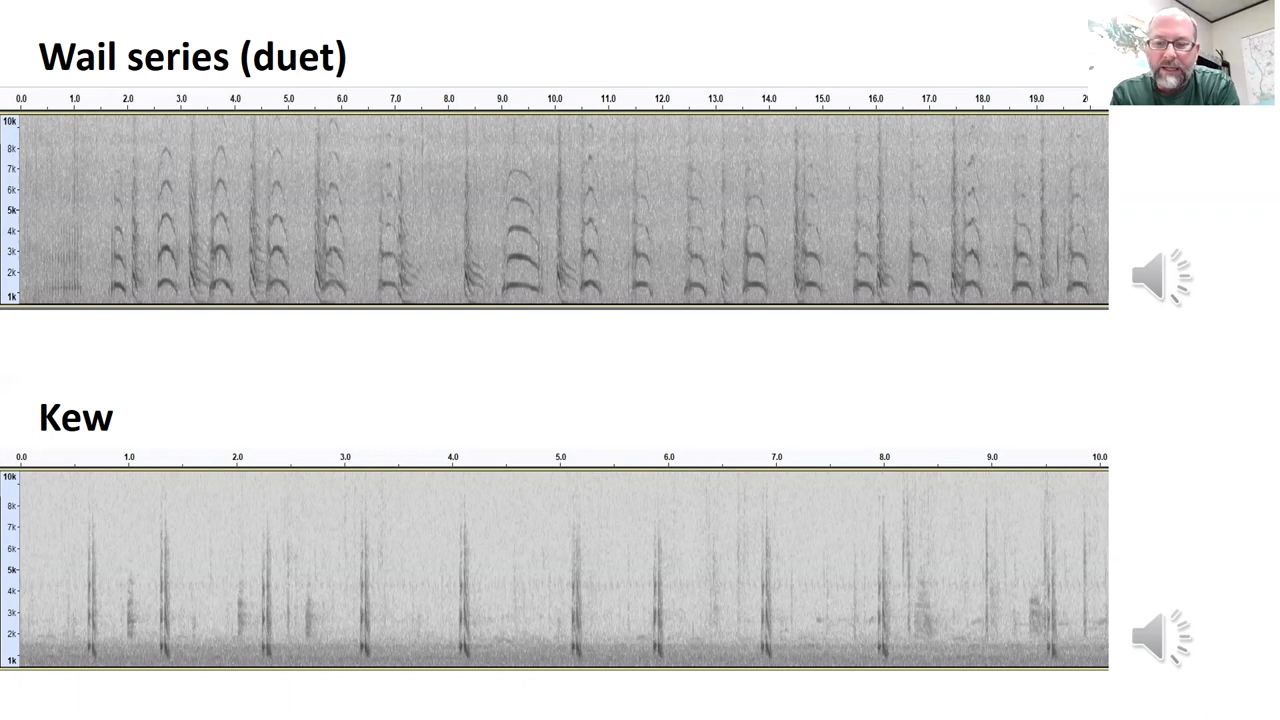 Wail series (duet)
0.0 1.0 2.0 3.0 4.0 5.0 6.0 7.0 8.0 9.0 10.0 11.0 12.0 13.0 14.0 15.0 16.0 17.0 18.0 19.0
10k
8k
7k
6k
5k
4k
3k
2k
1k
Kew
0.0 1.0 2.0 3.0 4.0 5.0 6.0 7.0 8.0 9.0 10.0
10k
8k
7k
6k
5k
4k
3k
2k
1k